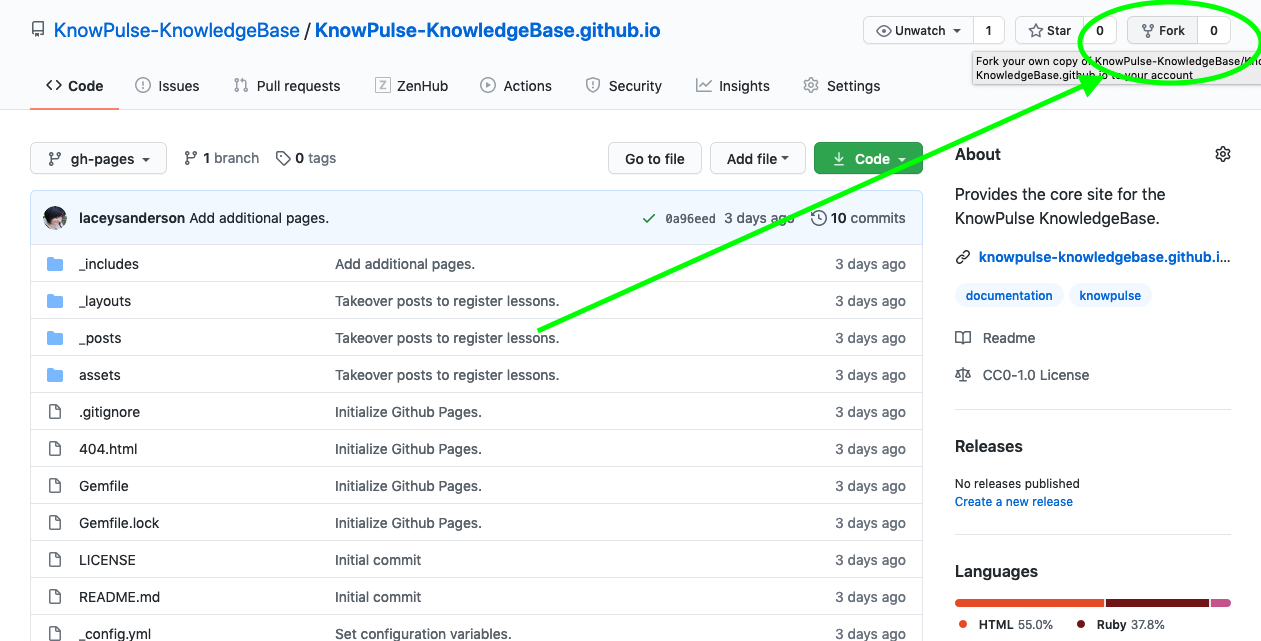 KnowPulse-KnowledgeBase / KnowPulse-KnowledgeBase.github.io
Unwatch 1 Star 0 Fork 0
Fork your own copy of KnowPulse-KnowledgeBase/Kno
KnowledgeBase.github.io to your account
Code Issues Pull requests ZenHub Actions Security Insights Settings
gh-pages 1 branch 0 tags Go to file Add file Code
laceysanderson Add additional pages. 0a96eed 3 days ago 10 commits
_includes Add additional pages. 3 days ago
_layouts Takeover posts to register lessons. 3 days ago
_posts Takeover posts to register lessons. 3 days ago
assets Takeover posts to register lessons. 3 days ago
.gitignore Initialize Github Pages. 3 days ago
404.html Initialize Github Pages. 3 days ago
Gemfile Initialize Github Pages. 3 days ago
Gemfile.lock Initialize Github Pages. 3 days ago
LICENSE Initial commit 3 days ago
README.md Initial commit 3 days ago
_config.yml Set configuration variables. 3 days ago
About
Provides the core site for the
KnowPulse KnowledgeBase.
knowpulse-knowledgebase.github.i...
documentation knowpulse
Readme
CC0-1.0 License
Releases
No releases published
Create a new release
Languages
HTML 55.0% Ruby 37.8%